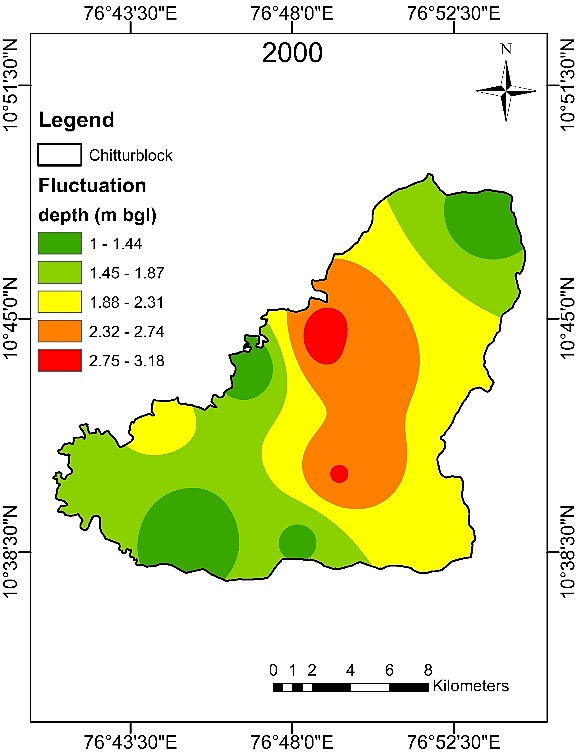 76°43'30"E 76°48'0"E 76°52'30"E
2000
N
10°51'30"N 10°51'30"N
Legend
Chitturblock
Fluctuation
depth (m bgl)
1 - 1.44
1.45 - 1.87
1.88 - 2.31
2.32 - 2.74
2.75 - 3.18
10°45'0"N 10°45'0"N
10°38'30"N 10°38'30"N
0 1 2 4 6 8
Kilometers
76°43'30"E 76°48'0"E 76°52'30"E